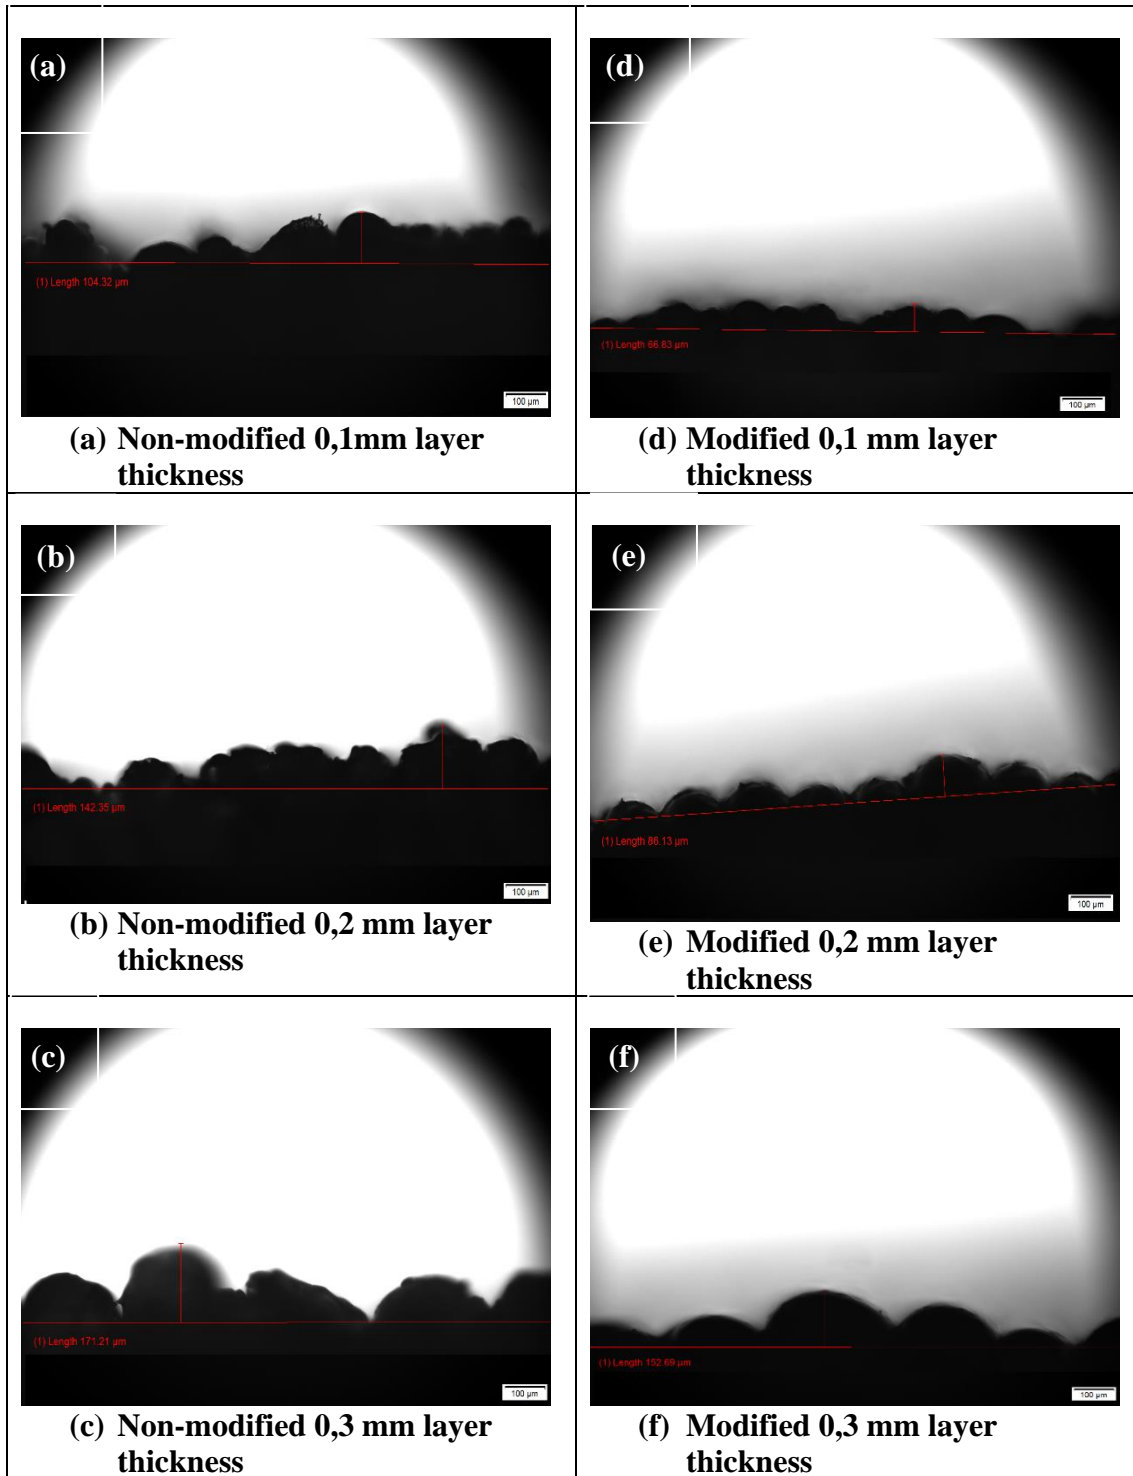 (a)
(1) Length 104.32 µm
100 µm
(a) Non-modified 0,1mm layer
thickness
(d)
(1) Length 66.83 µm
100 µm
(d) Modified 0,1 mm layer
thickness
(b)
(1) Length 142.35 µm
100 µm
(b) Non-modified 0,2 mm layer
thickness
(e)
(1) Length 86.13 µm
100 µm
(e) Modified 0,2 mm layer
thickness
(c)
(1) Length 171.21 µm
100 µm
(c) Non-modified 0,3 mm layer
thickness
(f)
(1) Length 152.69 µm
100 µm
(f) Modified 0,3 mm layer
thickness